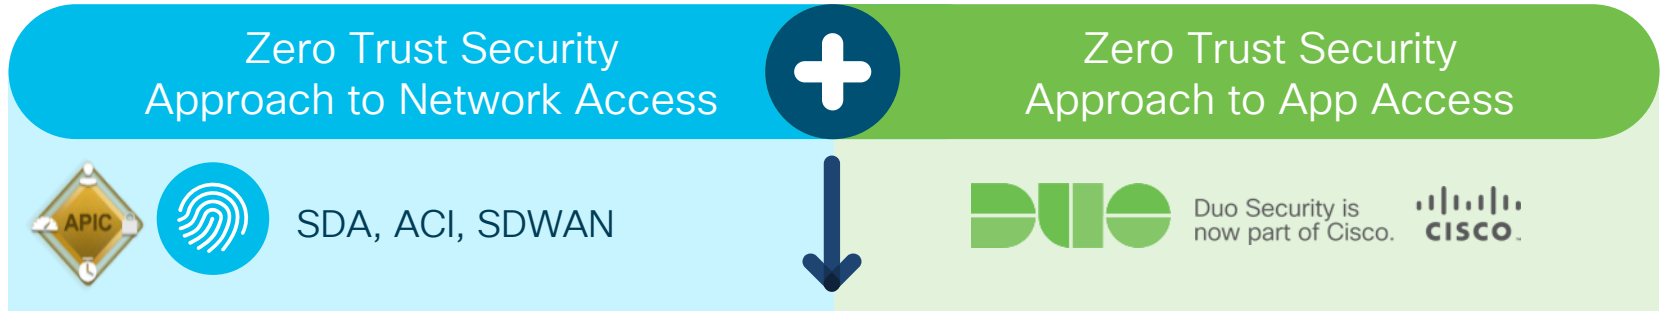 Zero Trust Security
Approach to Network Access
Zero Trust Security
Approach to App Access
APIC
SDA, ACI, SDWAN
DUO
Duo Security is
now part of Cisco.
CISCO